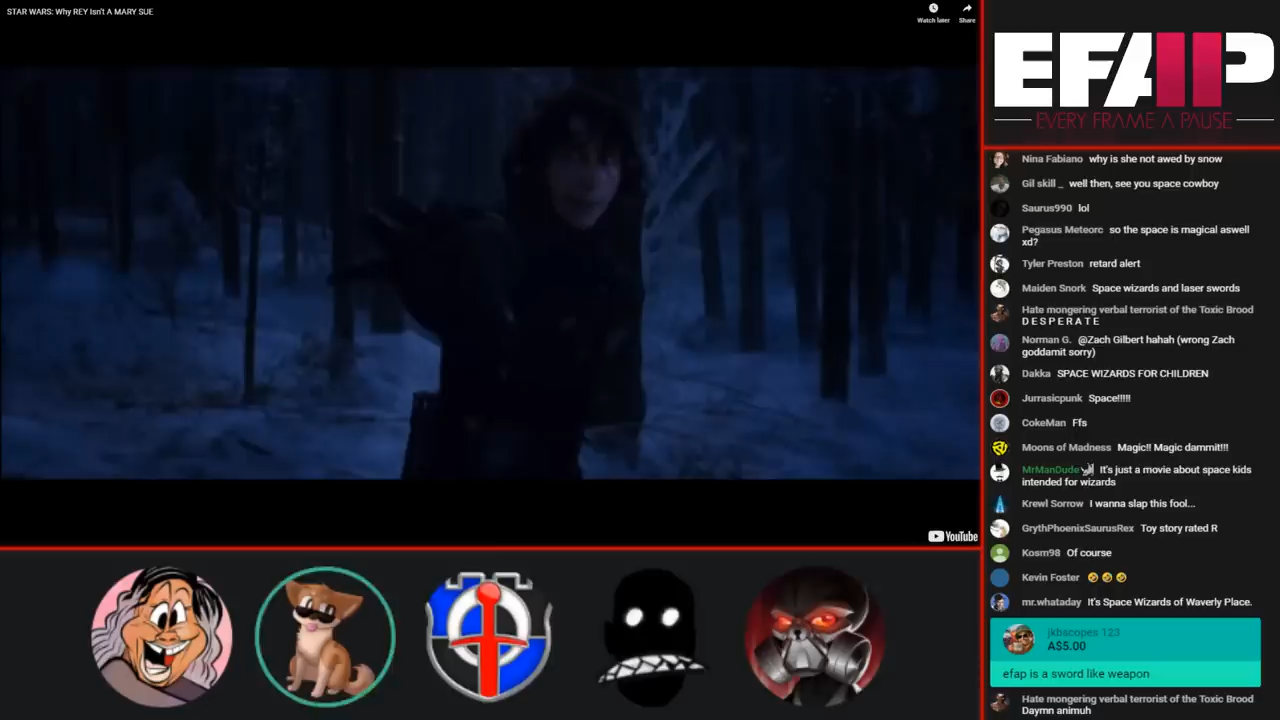 STAR WARS: Why REY Isn't A MARY SUE
Watch later
Share
EFAP
EVERY FRAME A PAUSE
Nina Fabiano why is she not awed by snow
Gil skill _ well then, see you space cowboy
Saurus990 lol
Pegasus Meteorc so the space is magical aswell
xd?
Tyler Preston retard alert
Maiden Snork Space wizards and laser swords
Hate mongering verbal terrorist of the Toxic Brood
D E S P E R A T E
Norman G. @Zach Gilbert hahah (wrong Zach
goddamit sorry)
Dakka SPACE WIZARDS FOR CHILDREN
Jurrasicpunk Space!!!!!
CokeMan Ffs
Moons of Madness Magic!! Magic dammit!!!
MrManDude It's just a movie about space kids
intended for wizards
Krewl Sorrow I wanna slap this fool...
GrythPhoenixSaurusRex Toy story rated R
Kosm98 Of course
Kevin Foster 🤣 🤣 🤣
mr.whataday It's Space Wizards of Waverly Place.
jkbscopes 123
A$5.00
efap is a sword like weapon
Hate mongering verbal terrorist of the Toxic Brood
Daymn animuh
YouTube